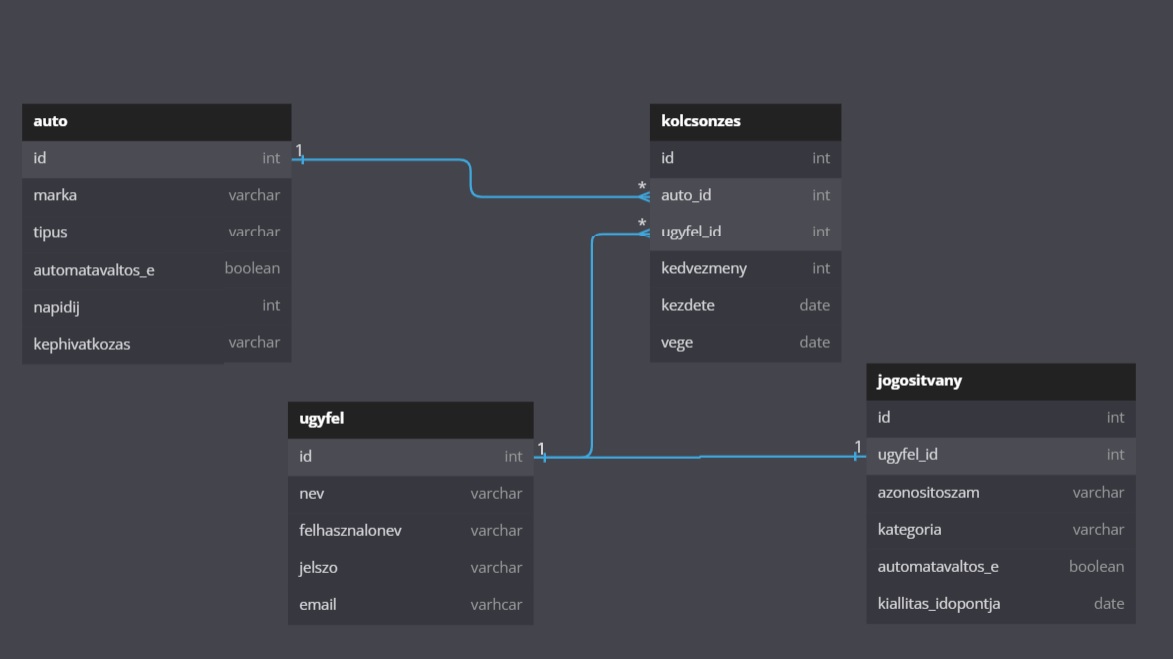 auto
id int
marka varchar
tipus varchar
automatavaltos_e boolean
napidij int
kephivatkozas varchar
1
kolcsonzes
id int
* auto_id int
* ugyfel_id int
kedvezmeny int
kezdete date
vege date
ugyfel
id int
nev varchar
felhasznalonev varchar
jelszo varchar
email varhcar
1
1
jogositvany
id int
ugyfel_id int
azonositoszam varchar
kategoria varchar
automatavaltos_e boolean
kiallitas_idopontja date